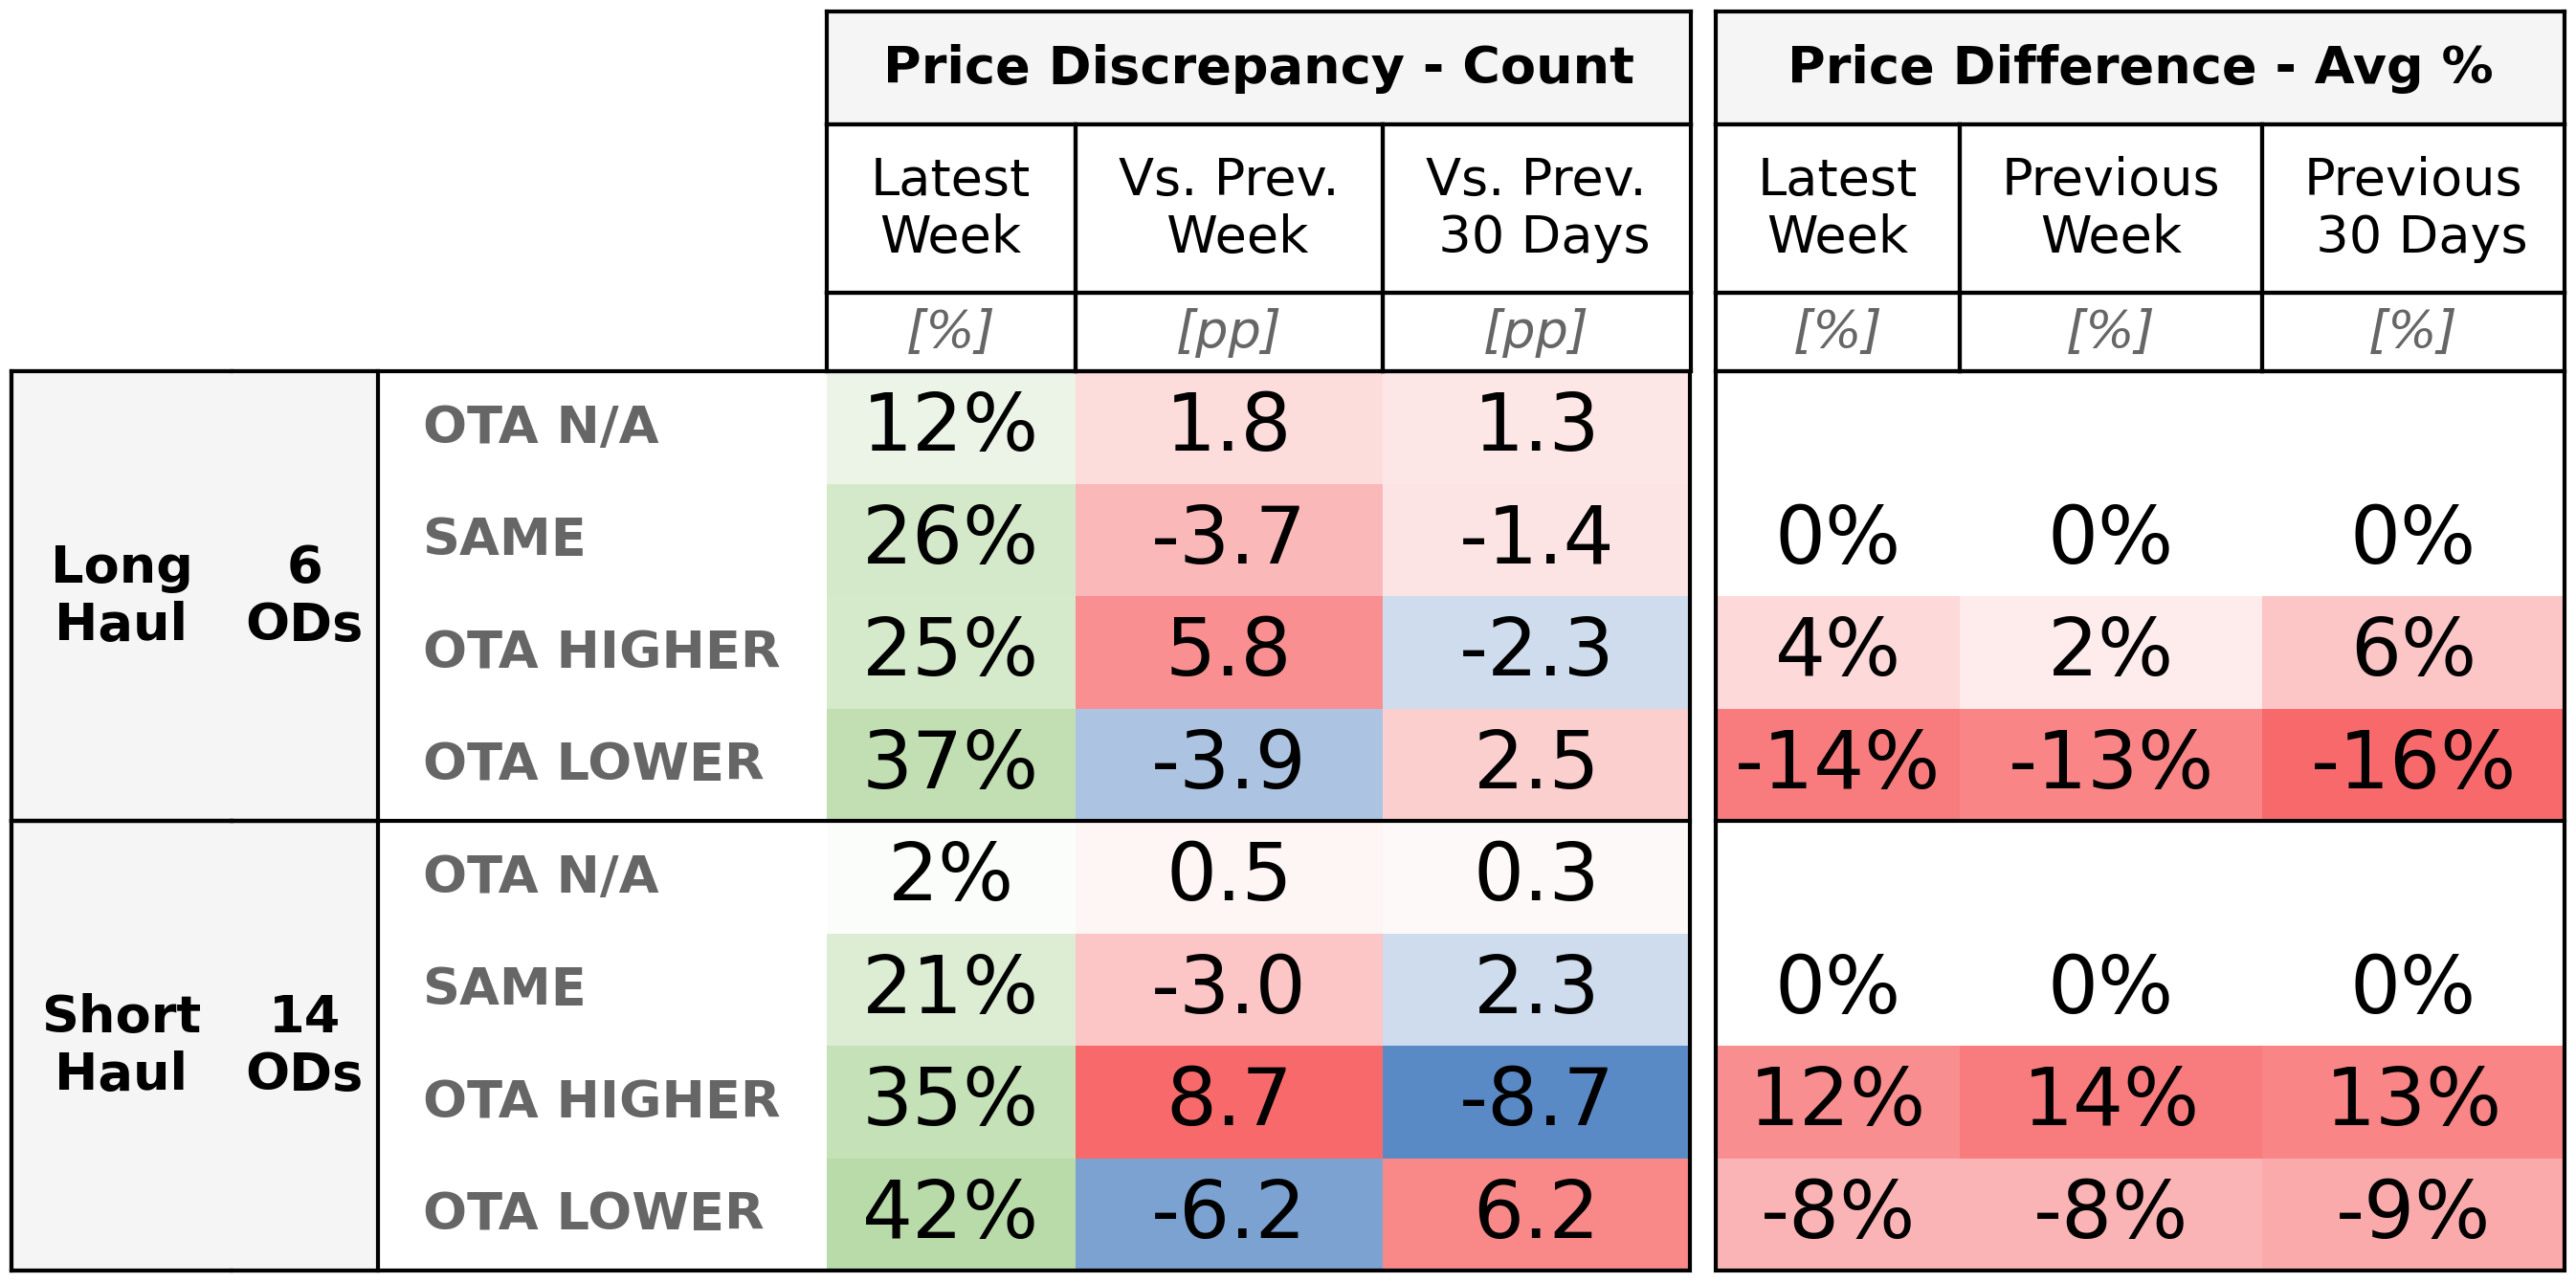 Price Discrepancy - Count Price Difference - Avg %
Latest Week Vs. Prev. Week Vs. Prev. 30 Days Latest Week Previous Week Previous 30 Days
[%] [pp] [pp] [%] [%] [%]
Long Haul 6 ODs
OTA N/A 12% 1.8 1.3
SAME 26% -3.7 -1.4 0% 0% 0%
OTA HIGHER 25% 5.8 -2.3 4% 2% 6%
OTA LOWER 37% -3.9 2.5 -14% -13% -16%
Short Haul 14 ODs
OTA N/A 2% 0.5 0.3
SAME 21% -3.0 2.3 0% 0% 0%
OTA HIGHER 35% 8.7 -8.7 12% 14% 13%
OTA LOWER 42% -6.2 6.2 -8% -8% -9%